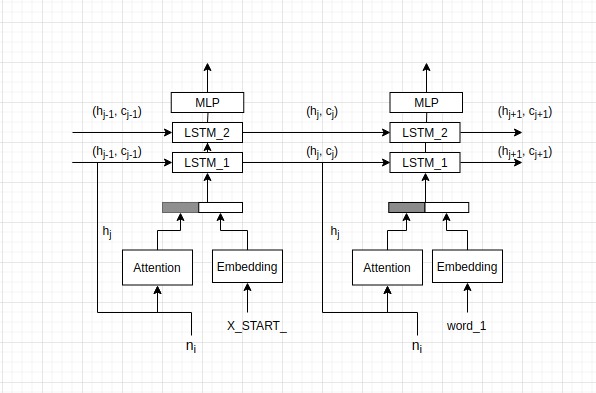 MLP MLP
(h_{j-1}, c_{j-1}) (h_j, c_j) (h_{j+1}, c_{j+1})
LSTM_2 LSTM_2
(h_{j-1}, c_{j-1}) (h_j, c_j) (h_{j+1}, c_{j+1})
LSTM_1 LSTM_1
h_j h_j
Attention Embedding Attention Embedding
X_START_ word_1
n_i n_i